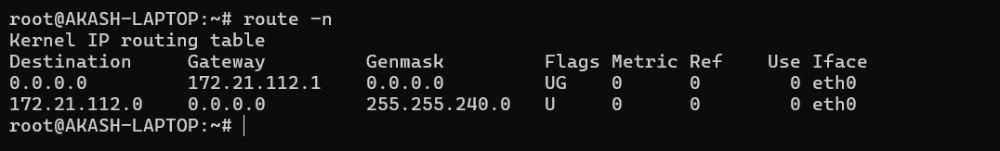 root@AKASH-LAPTOP:~# route -n
Kernel IP routing table
Destination     Gateway         Genmask         Flags Metric Ref    Use Iface
0.0.0.0         172.21.112.1    0.0.0.0         UG    0      0        0 eth0
172.21.112.0    0.0.0.0         255.255.240.0   U     0      0        0 eth0
root@AKASH-LAPTOP:~#